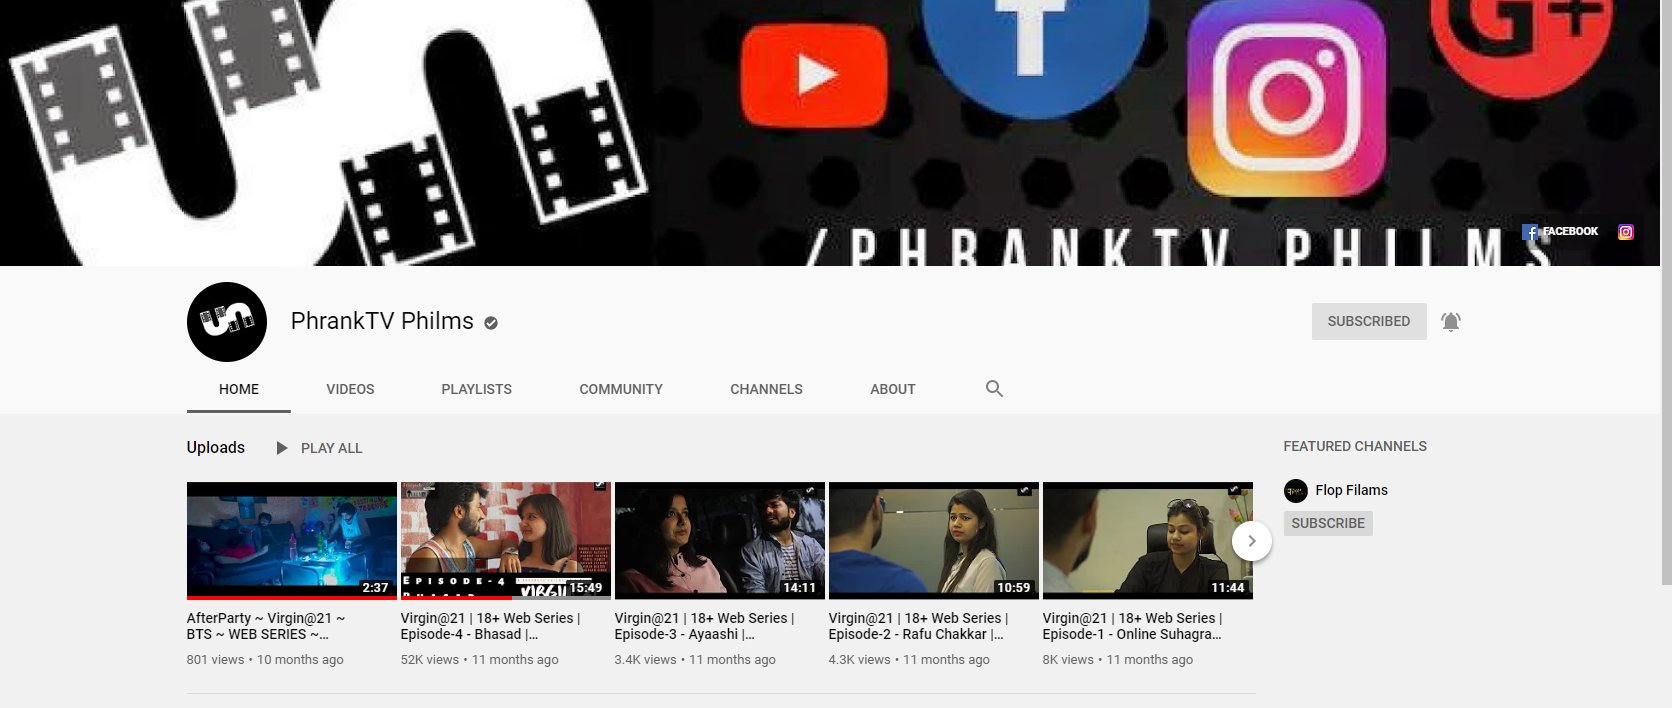 G+
/PHRANKTV PHILMS
FACEBOOK
PhrankTV Philms
SUBSCRIBED
HOME
VIDEOS
PLAYLISTS
COMMUNITY
CHANNELS
ABOUT
Uploads
PLAY ALL
FEATURED CHANNELS
Flop Filams
SUBSCRIBE
2:37
EPISODE-4
15:49
14:11
10:59
11:44
AfterParty ~ Virgin@21 ~
BTS ~ WEB SERIES ~...
801 views • 10 months ago
Virgin@21 | 18+ Web Series |
Episode-4 - Bhasad |...
52K views • 11 months ago
Virgin@21 | 18+ Web Series |
Episode-3 - Ayaashi |...
3.4K views • 11 months ago
Virgin@21 | 18+ Web Series |
Episode-2 - Rafu Chakkar |...
4.3K views • 11 months ago
Virgin@21 | 18+ Web Series |
Episode-1 - Online Suhagra...
8K views • 11 months ago